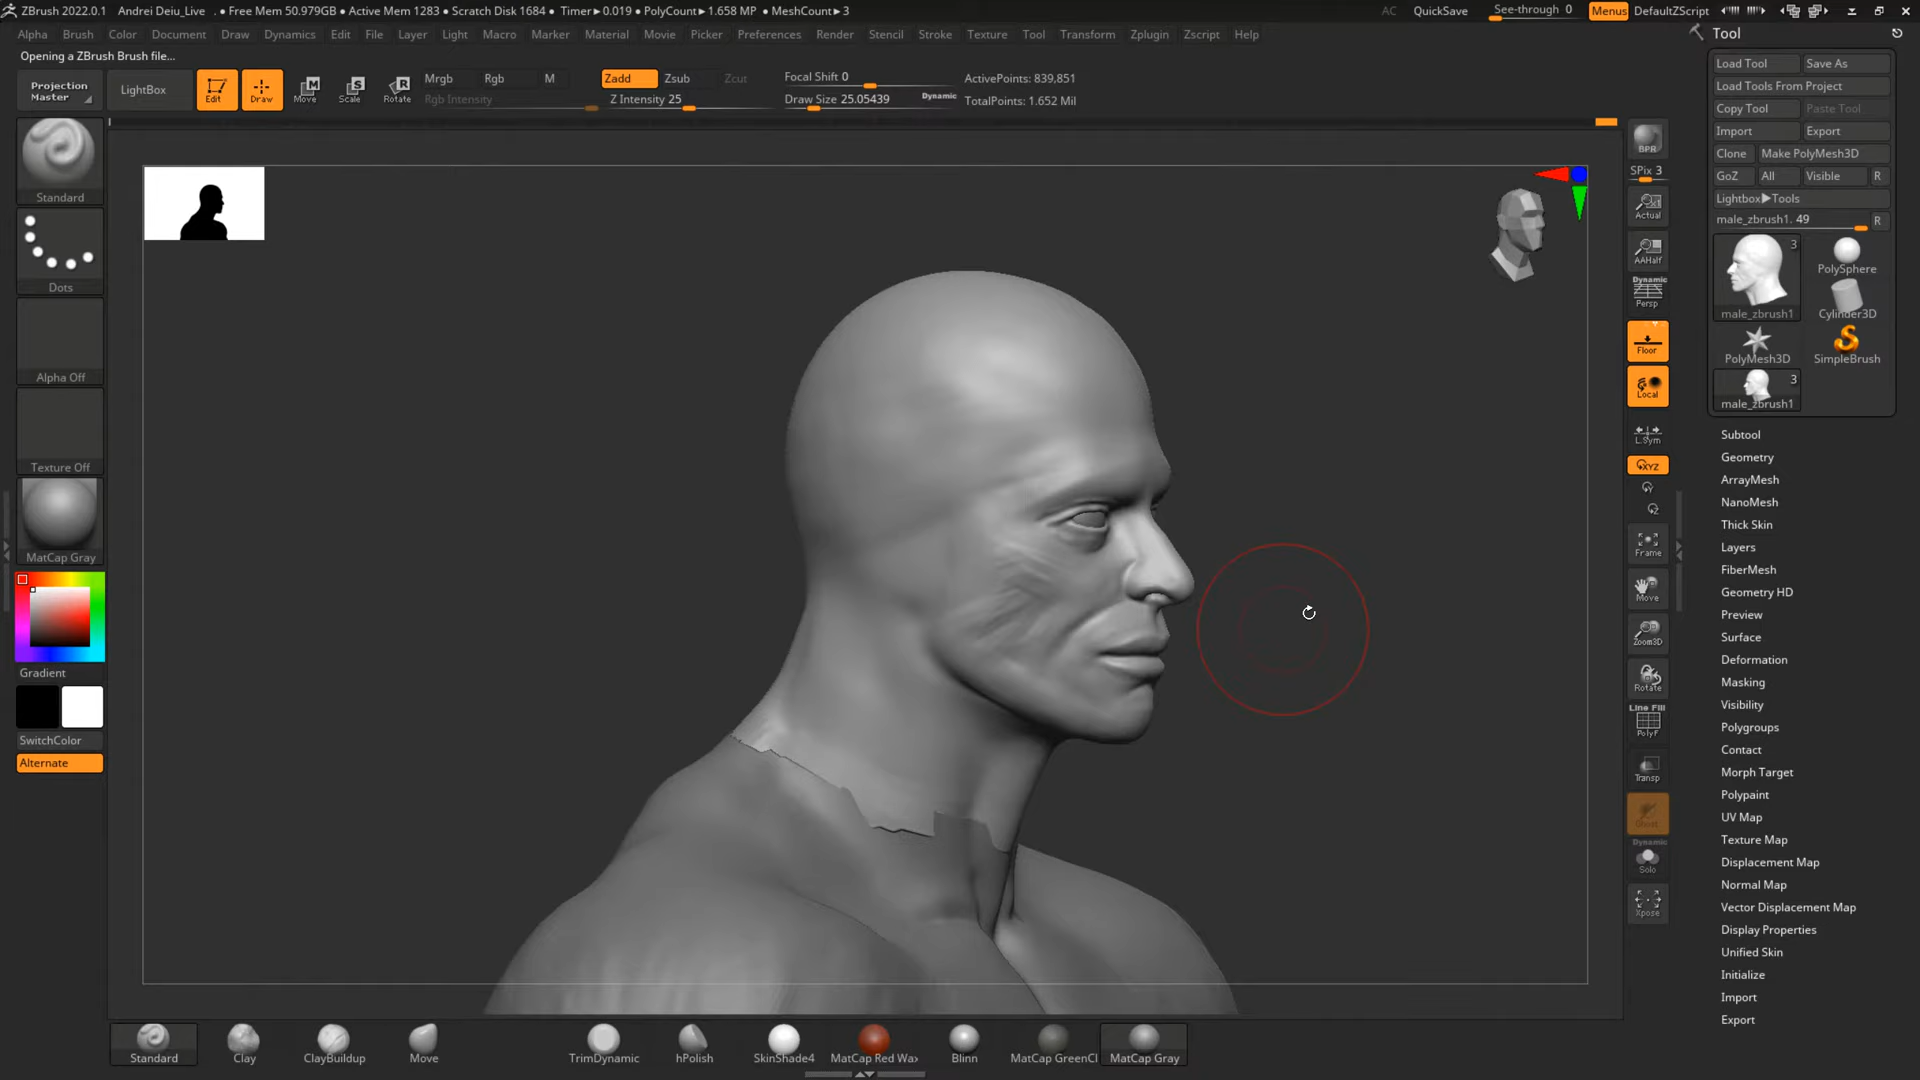 ZBrush 2022.0.1 Andrei Deiu_Live . • Free Mem 50.979GB • Active Mem 1283 • Scratch Disk 1684 • Timer▸0.019 • PolyCount▸1.658 MP • MeshCount▸3 AC QuickSave See-through 0 Menus DefaultZScript
Alpha Brush Color Document Draw Dynamics Edit File Layer Light Macro Marker Material Movie Picker Preferences Render Stencil Stroke Texture Tool Transform Zplugin Zscript Help
Tool
Opening a ZBrush Brush file...
Projection
Master
LightBox
Edit
Draw
Move
Scale
Rotate
Mrgb Rgb M
Rgb Intensity
Zadd Zsub Zcut
Z Intensity 25
Focal Shift 0
Draw Size 25.05439 Dynamic
ActivePoints: 839,851
TotalPoints: 1.652 Mil
Standard
Dots
Alpha Off
Texture Off
MatCap Gray
Gradient
SwitchColor
Alternate
BPR
SPix 3
Actual
AAHalf
Dynamic
Persp
Floor
Local
L.Sym
XYZ
Frame
Move
Zoom3D
Rotate
Line Fill
PolyF
Transp
Ghost
Dynamic
Solo
Xpose
Load Tool Save As
Load Tools From Project
Copy Tool Paste Tool
Import Export
Clone Make PolyMesh3D
GoZ All Visible R
Lightbox▸Tools
male_zbrush1. 49 R
3
male_zbrush1
PolySphere
Cylinder3D
PolyMesh3D
SimpleBrush
3
male_zbrush1
Subtool
Geometry
ArrayMesh
NanoMesh
Thick Skin
Layers
FiberMesh
Geometry HD
Preview
Surface
Deformation
Masking
Visibility
Polygroups
Contact
Morph Target
Polypaint
UV Map
Texture Map
Displacement Map
Normal Map
Vector Displacement Map
Display Properties
Unified Skin
Initialize
Import
Export
Standard Clay ClayBuildup Move TrimDynamic hPolish SkinShade4 MatCap Red Wax Blinn MatCap GreenCl MatCap Gray